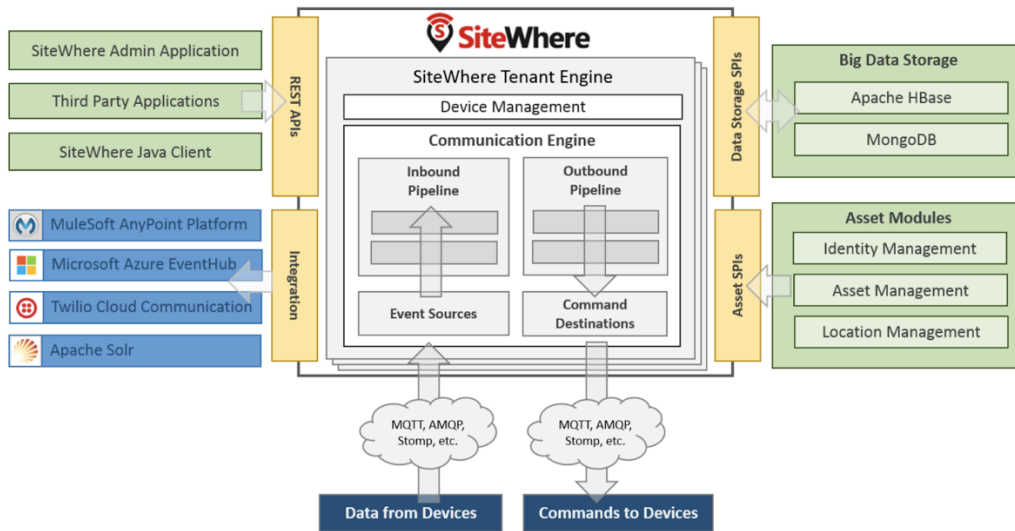 SiteWhere
SiteWhere Admin Application
Third Party Applications
SiteWhere Java Client
REST APIs
MuleSoft AnyPoint Platform
Microsoft Azure EventHub
Twilio Cloud Communication
Apache Solr
Integration
SiteWhere Tenant Engine
Device Management
Communication Engine
Inbound
Pipeline
Outbound
Pipeline
Event Sources
Command
Destinations
Data Storage SPIs
Big Data Storage
Apache HBase
MongoDB
Asset SPIs
Asset Modules
Identity Management
Asset Management
Location Management
MQTT, AMQP,
Stomp, etc.
MQTT, AMQP,
Stomp, etc.
Data from Devices
Commands to Devices